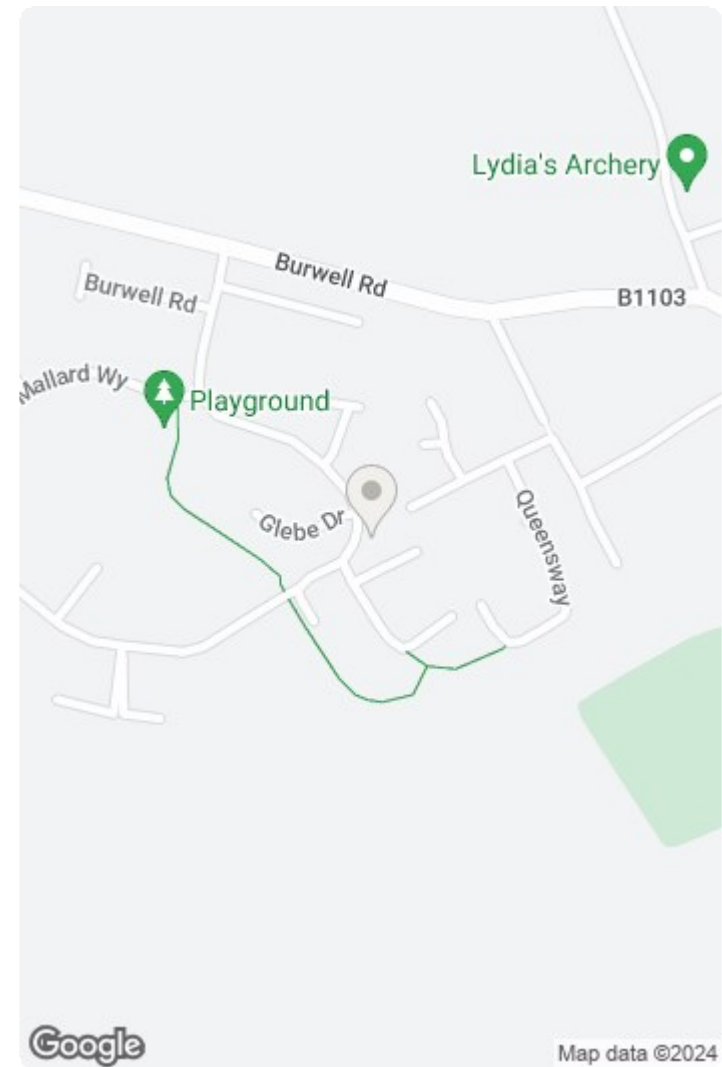 Lydia's Archery
Burwell Rd
B1103
Burwell Rd
Mallard Wy
Playground
Glebe Dr
Queensway
Google
Map data ©2024